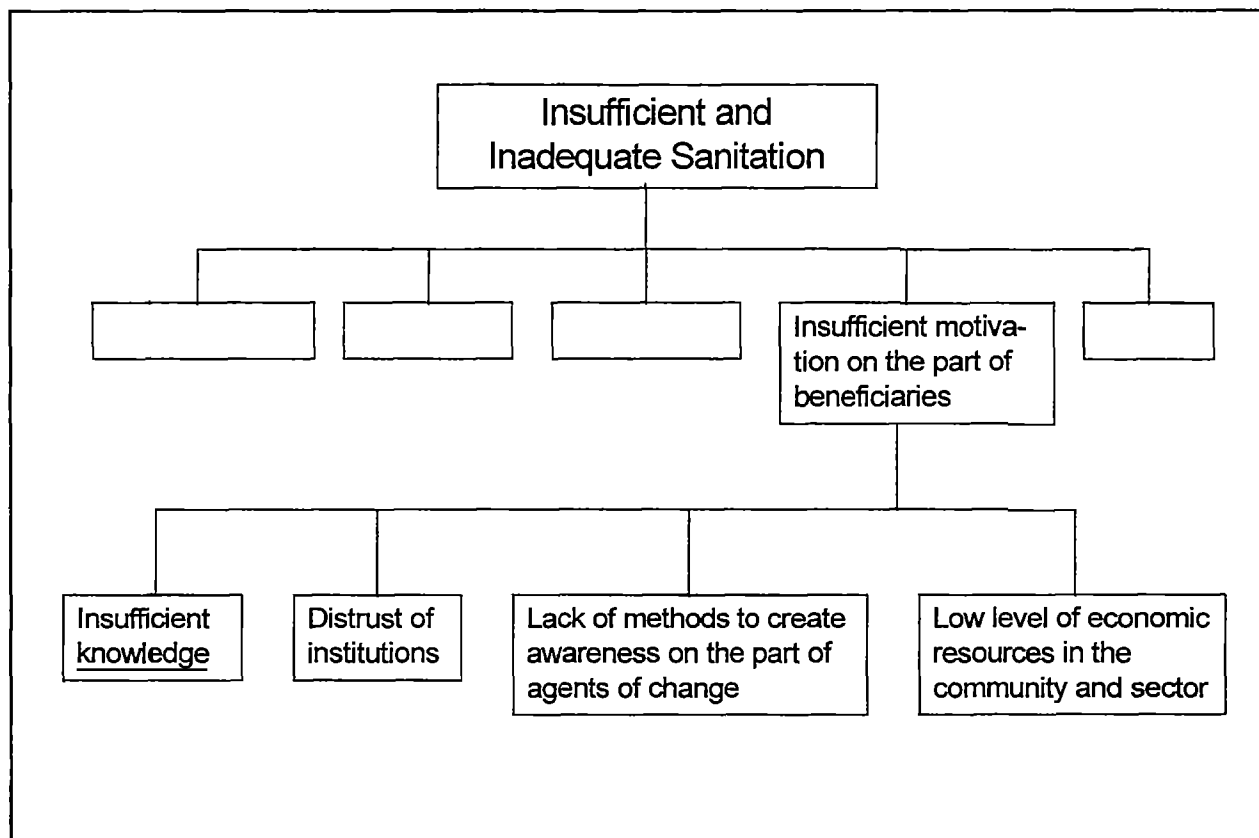 Insufficient and
Inadequate Sanitation
Insufficient motiva-
tion on the part of
beneficiaries
Insufficient
knowledge
Distrust of
institutions
Lack of methods to create
awareness on the part of
agents of change
Low level of economic
resources in the
community and sector